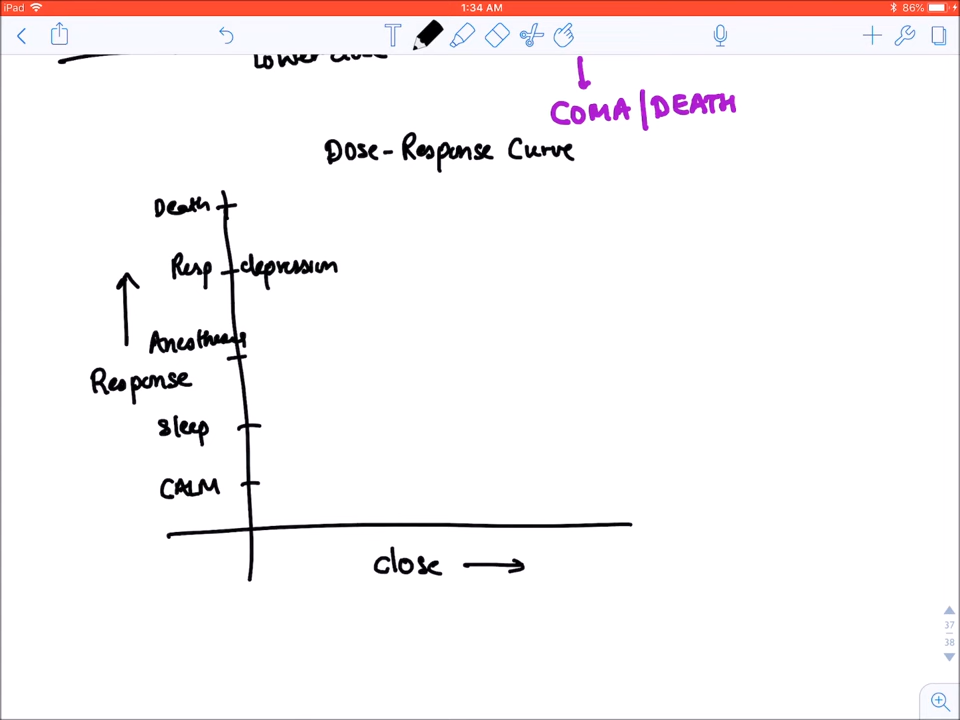 iPad
1:34 AM
86%
T
COMA/DEATH
Dose-Response Curve
Death
Resp depression
Response
Sleep
CALM
dose
37
38